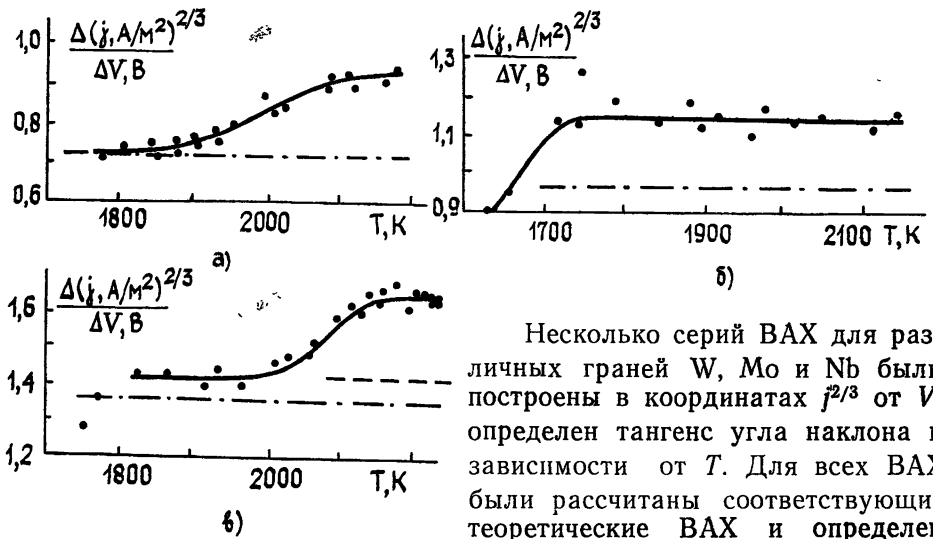 1,0
0,8
0,6
Δ(j, А/м²)^2/3
ΔV, В
1800
2000
Т, К
а)
1,3
1,1
0,9
Δ(j, А/м²)^2/3
ΔV, В
1700
1900
2100
Т, К
б)
1,6
1,4
1,2
Δ(j, А/м²)^2/3
ΔV, В
1800
2000
Т, К
в)
Несколько серий ВАХ для раз
личных граней W, Mo и Nb были
построены в координатах j^2/3 от V
определен тангенс угла наклона
зависимости от T. Для всех ВАХ
были рассчитаны соответствующи
теоретические ВАХ и определен